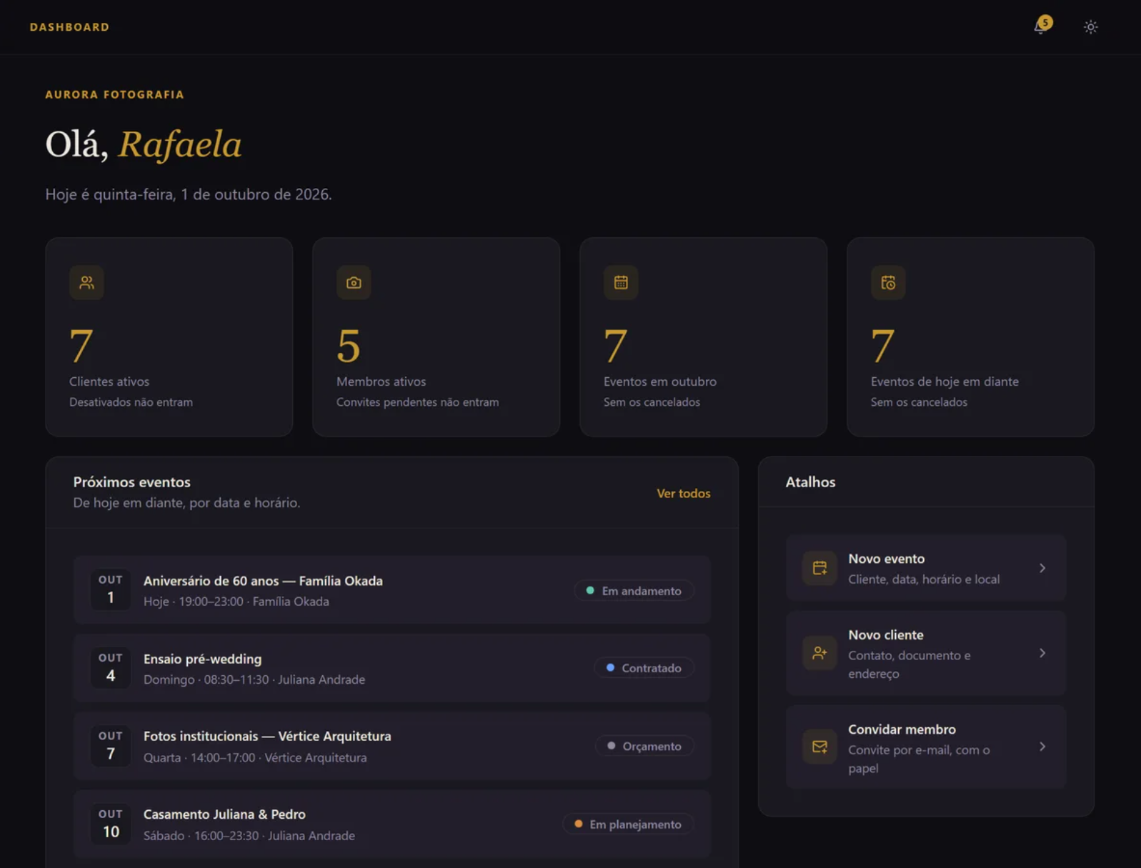 DASHBOARD
5
AURORA FOTOGRAFIA
Olá, Rafaela
Hoje é quinta-feira, 1 de outubro de 2026.
7
Clientes ativos
Desativados não entram
5
Membros ativos
Convites pendentes não entram
7
Eventos em outubro
Sem os cancelados
7
Eventos de hoje em diante
Sem os cancelados
Próximos eventos
De hoje em diante, por data e horário.
Ver todos
OUT
1
Aniversário de 60 anos — Família Okada
Hoje · 19:00–23:00 · Família Okada
Em andamento
OUT
4
Ensaio pré-wedding
Domingo · 08:30–11:30 · Juliana Andrade
Contratado
OUT
7
Fotos institucionais — Vértice Arquitetura
Quarta · 14:00–17:00 · Vértice Arquitetura
Orçamento
OUT
10
Casamento Juliana & Pedro
Sábado · 16:00–23:30 · Juliana Andrade
Em planejamento
Atalhos
Novo evento
Cliente, data, horário e local
Novo cliente
Contato, documento e
endereço
Convidar membro
Convite por e-mail, com o
papel